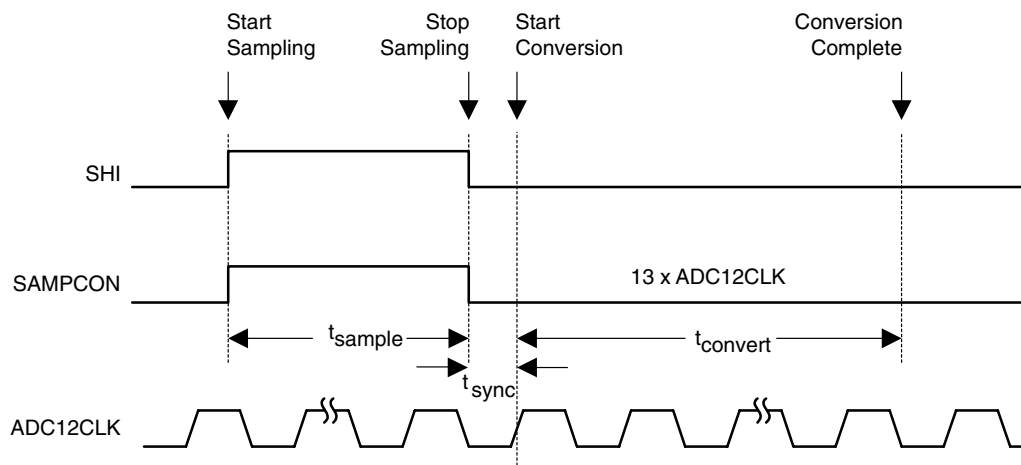 Start
Sampling
Stop
Sampling
Start
Conversion
Conversion
Complete
SHI
SAMPCON
13 x ADC12CLK
tsample
tconvert
tsync
ADC12CLK